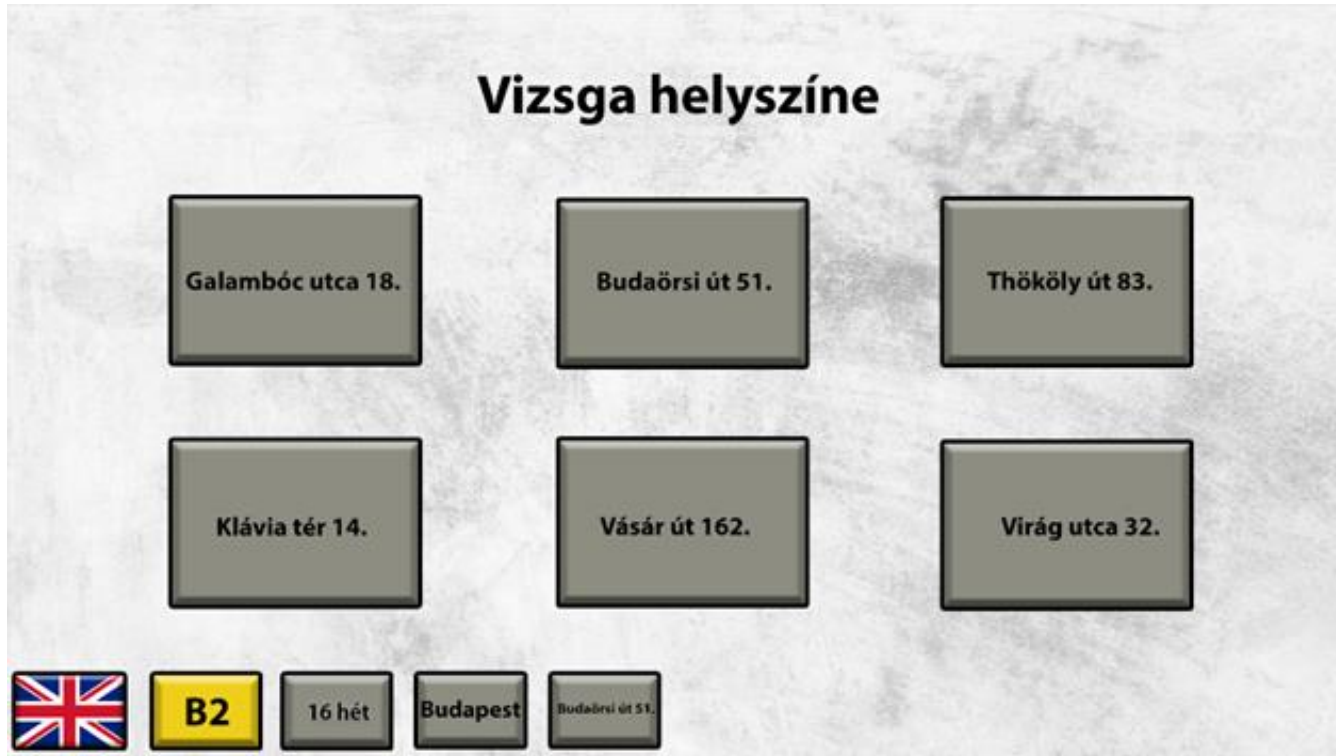 Vizsga helyszíne
Galambóc utca 18.
Budaörsi út 51.
Thököly út 83.
Klávia tér 14.
Vásár út 162.
Virág utca 32.
B2
16 hét
Budapest
Budaörsi út 51.